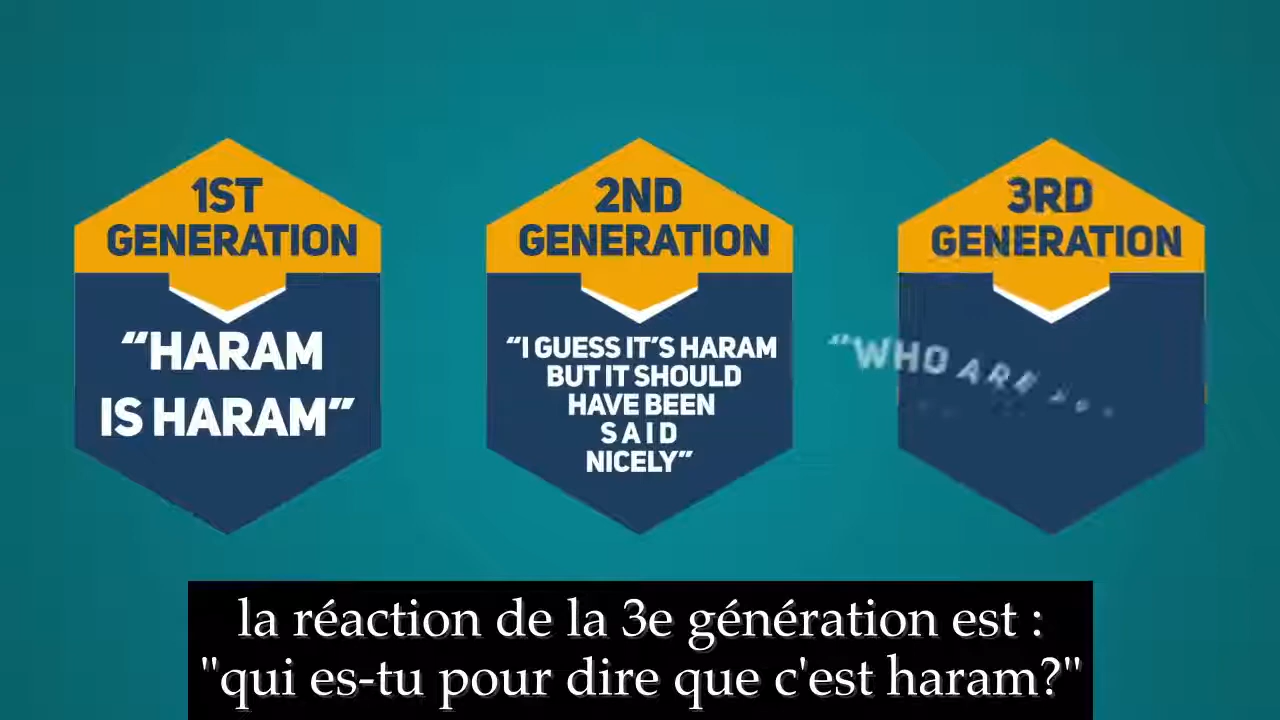 1ST
GENERATION
"HARAM
IS HARAM"
2ND
GENERATION
"I GUESS IT'S HARAM
BUT IT SHOULD
HAVE BEEN
SAID
NICELY"
3RD
GENERATION
"WHO ARE
la réaction de la 3e génération est :
"qui es-tu pour dire que c'est haram?"